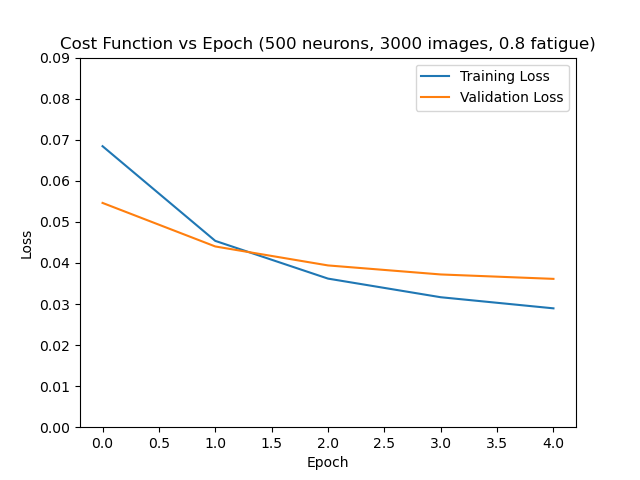 Cost Function vs Epoch (500 neurons, 3000 images, 0.8 fatigue)
Training Loss
Validation Loss
0.09
0.08
0.07
0.06
0.05
0.04
0.03
0.02
0.01
0.00
Loss
0.0 0.5 1.0 1.5 2.0 2.5 3.0 3.5 4.0
Epoch